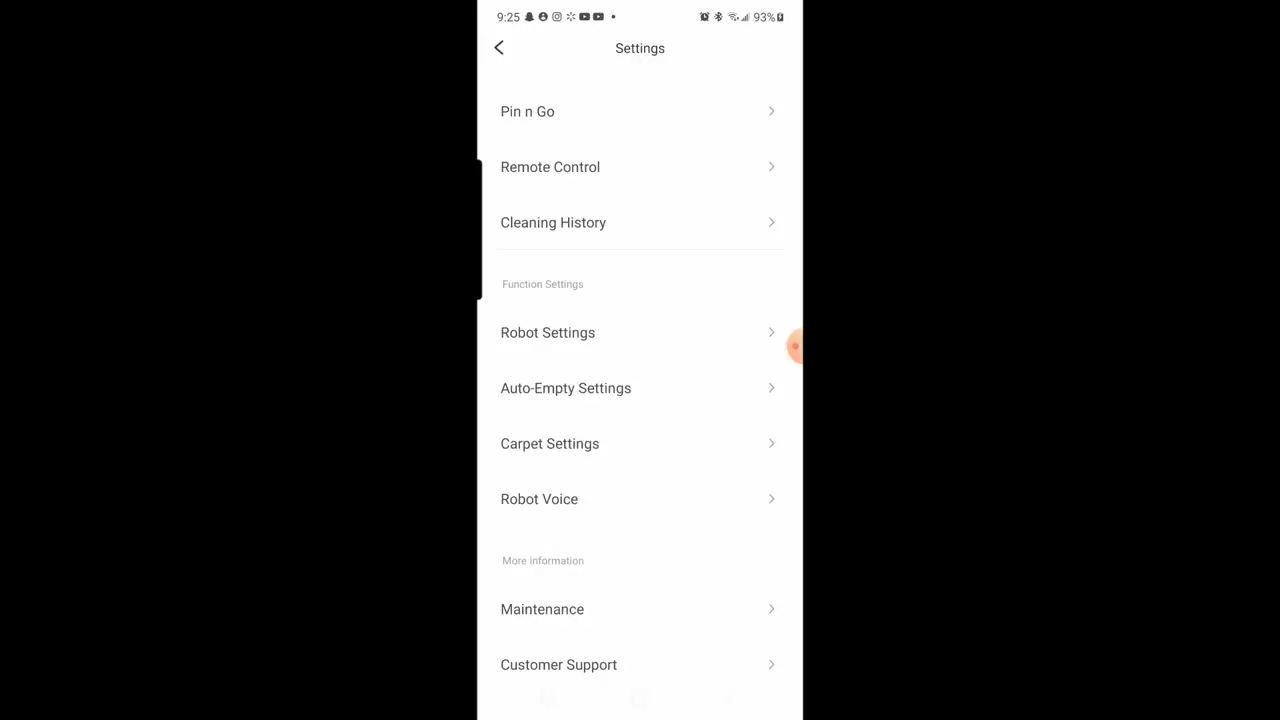 9:25 93%
Settings
Pin n Go
Remote Control
Cleaning History
Function Settings
Robot Settings
Auto-Empty Settings
Carpet Settings
Robot Voice
More information
Maintenance
Customer Support